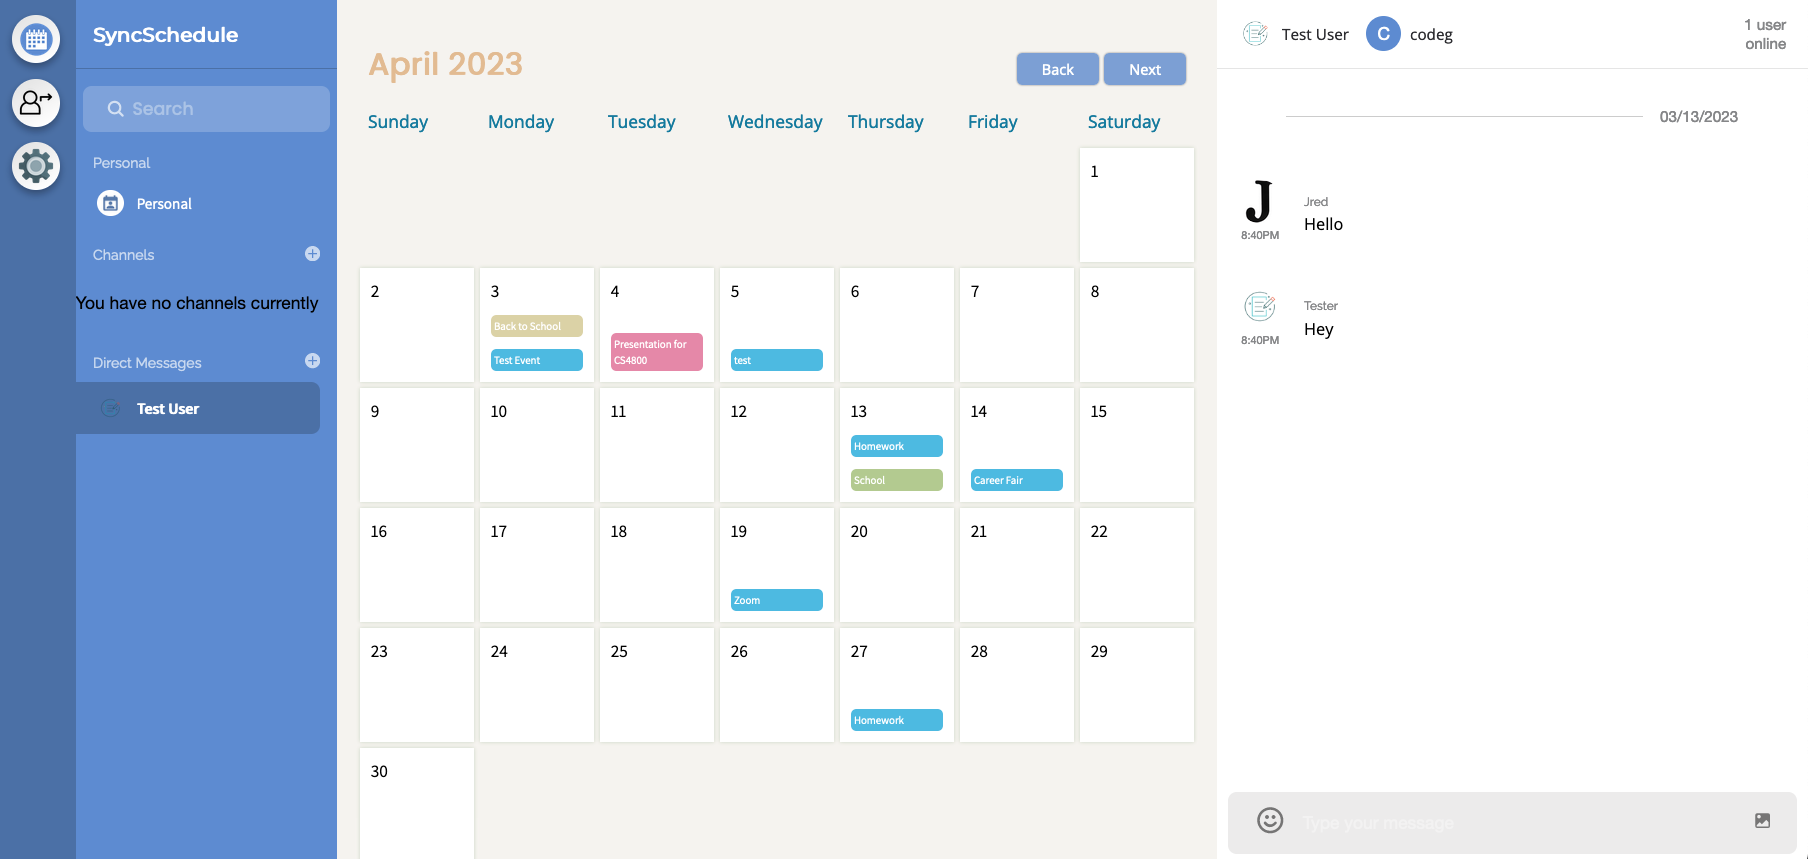 SyncSchedule
Search
Personal
Personal
Channels
You have no channels currently
Direct Messages
Test User
April 2023
Back
Next
Sunday
Monday
Tuesday
Wednesday
Thursday
Friday
Saturday
1
2
3
Back to School
Test Event
4
Presentation for
CS4800
5
test
6
7
8
9
10
11
12
13
Homework
School
14
Career Fair
15
16
17
18
19
Zoom
20
21
22
23
24
25
26
27
Homework
28
29
30
Test User
C
codeg
1 user
online
03/13/2023
J
Jred
Hello
8:40PM
Tester
Hey
8:40PM
Type your message